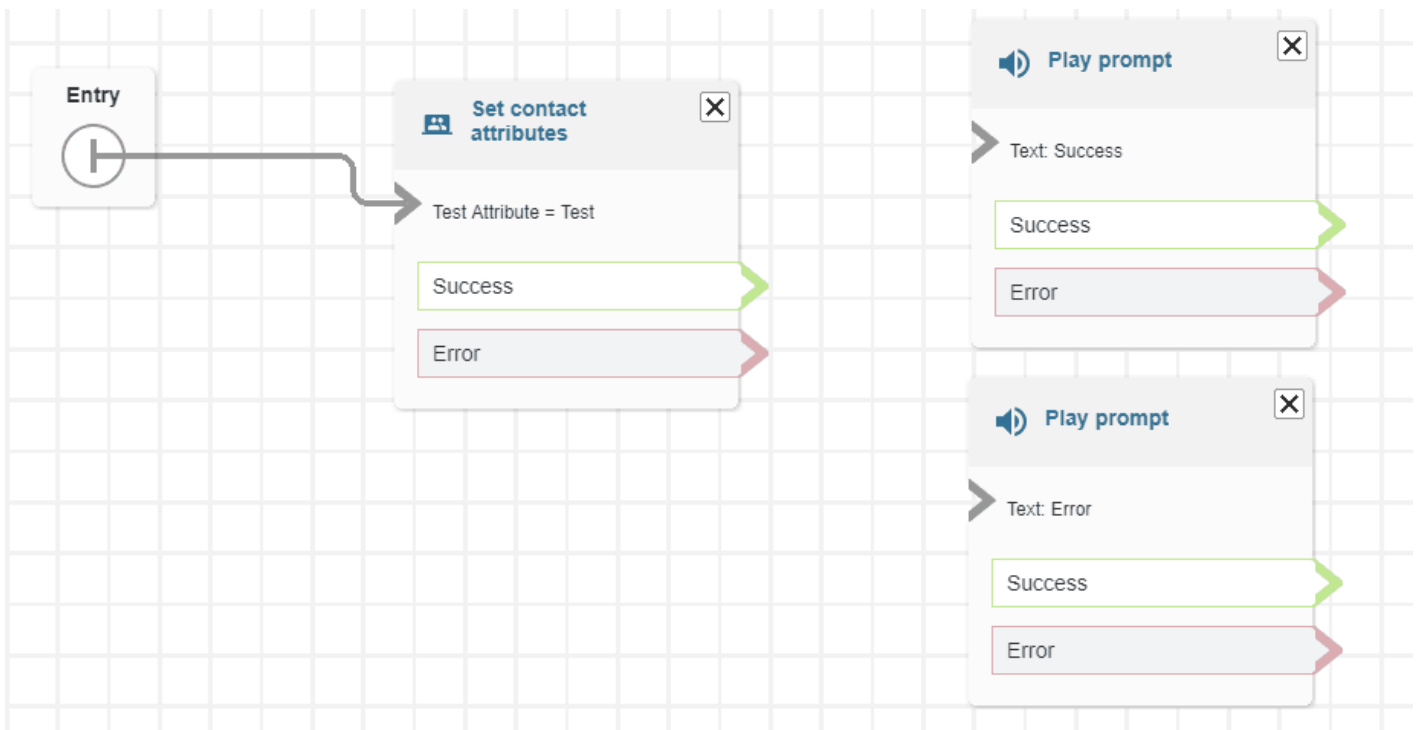 Entry
Set contact
attributes
Test Attribute = Test
Success
Error
Play prompt
Text: Success
Success
Error
Play prompt
Text: Error
Success
Error